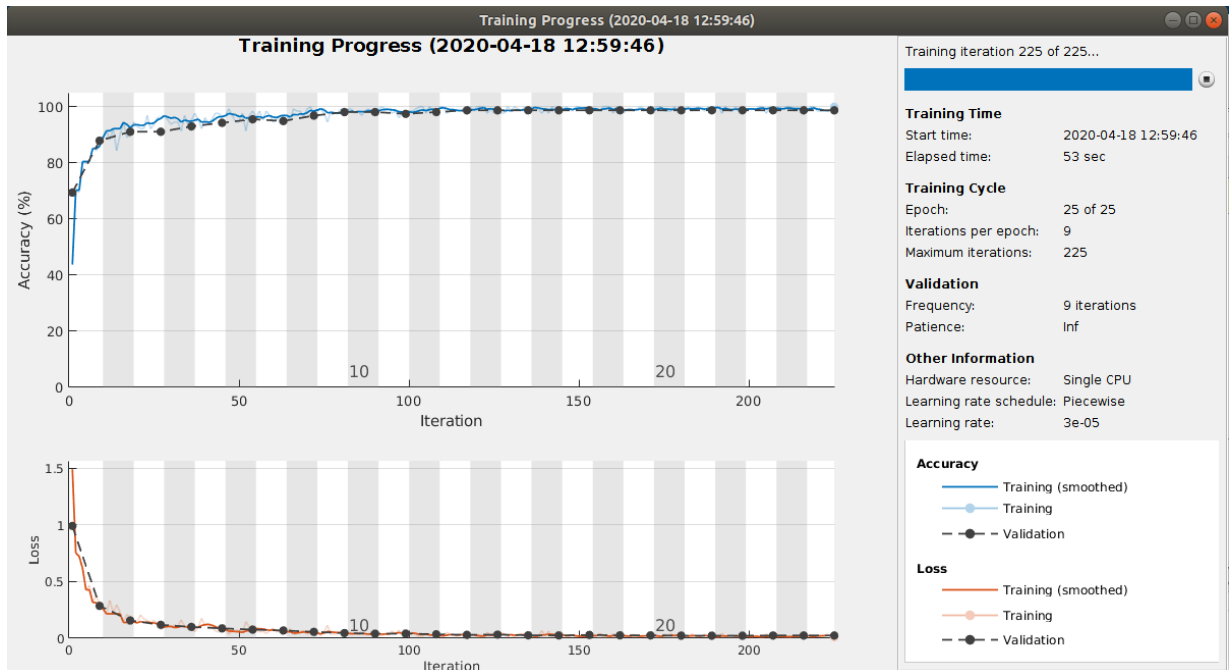 Training Progress (2020-04-18 12:59:46)
Training Progress (2020-04-18 12:59:46)
100
80
60
40
20
0
Accuracy (%)
10
20
0
50
100
150
200
Iteration
1.5
1
0.5
0
Loss
10
20
0
50
100
150
200
Iteration
Training iteration 225 of 225...
Training Time
Start time: 2020-04-18 12:59:46
Elapsed time: 53 sec
Training Cycle
Epoch: 25 of 25
Iterations per epoch: 9
Maximum iterations: 225
Validation
Frequency: 9 iterations
Patience: Inf
Other Information
Hardware resource: Single CPU
Learning rate schedule: Piecewise
Learning rate: 3e-05
Accuracy
Training (smoothed)
Training
Validation
Loss
Training (smoothed)
Training
Validation